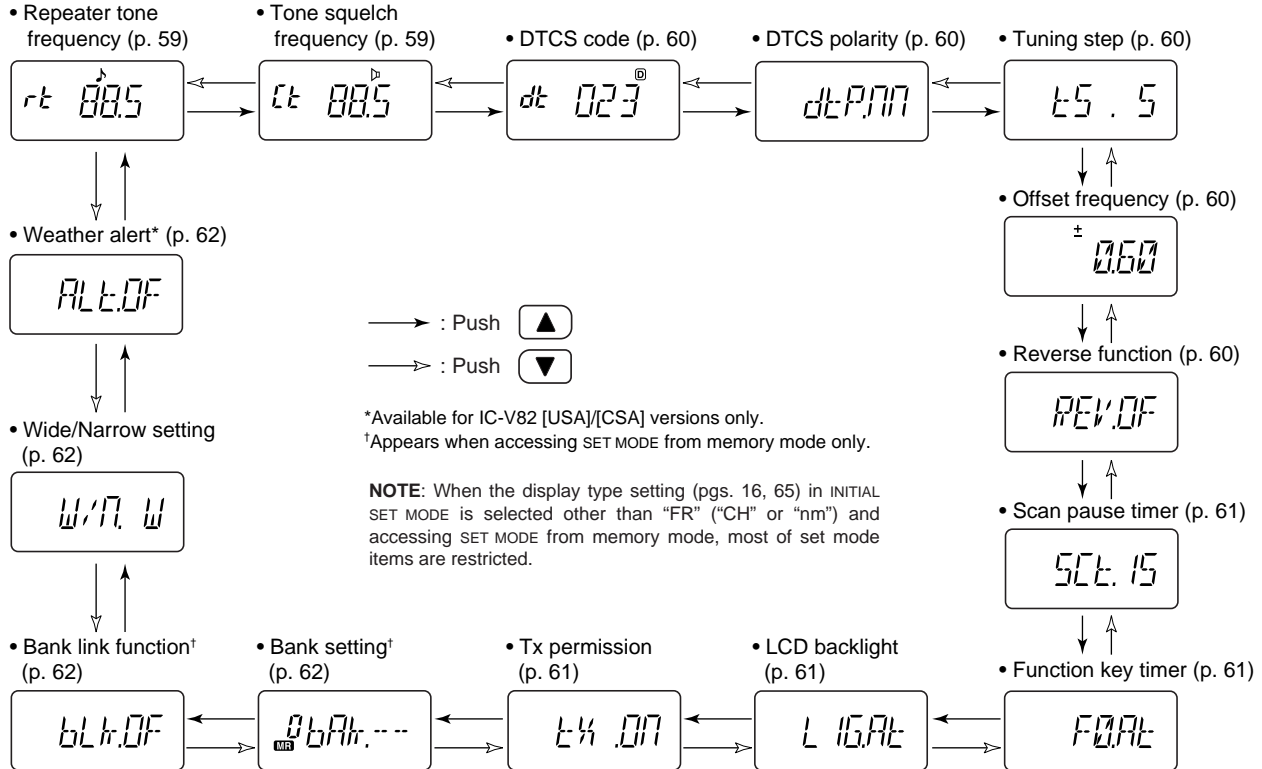 • Repeater tone
frequency (p. 59)
• Tone squelch
frequency (p. 59)
• DTCS code (p. 60)
• DTCS polarity (p. 60)
• Tuning step (p. 60)
rt 88.5
Ct 88.5
dt 023
D
dtP.NN
tS . 5
• Offset frequency (p. 60)
± 0.60
• Weather alert* (p. 62)
ALt.OF
: Push ▲
: Push ▼
• Reverse function (p. 60)
REV.OF
*Available for IC-V82 [USA]/[CSA] versions only.
†Appears when accessing SET MODE from memory mode only.
• Wide/Narrow setting
(p. 62)
W/N. W
NOTE: When the display type setting (pgs. 16, 65) in INITIAL
SET MODE is selected other than “FR” (“CH” or “nm”) and
accessing SET MODE from memory mode, most of set mode
items are restricted.
• Scan pause timer (p. 61)
SCt. 15
• Bank link function†
(p. 62)
• Bank setting†
(p. 62)
• Tx permission
(p. 61)
• LCD backlight
(p. 61)
• Function key timer (p. 61)
bLk.OF
MR 0 bAk.--
tX .ON
LIG.At
F0.At